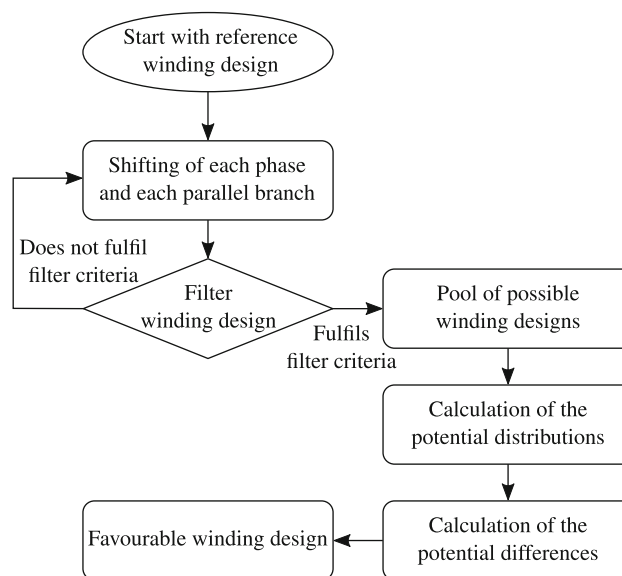 Start with reference
winding design
Shifting of each phase
and each parallel branch
Does not fulfil
filter criteria
Filter
winding design
Fulfils
filter criteria
Pool of possible
winding designs
Calculation of the
potential distributions
Calculation of the
potential differences
Favourable winding design